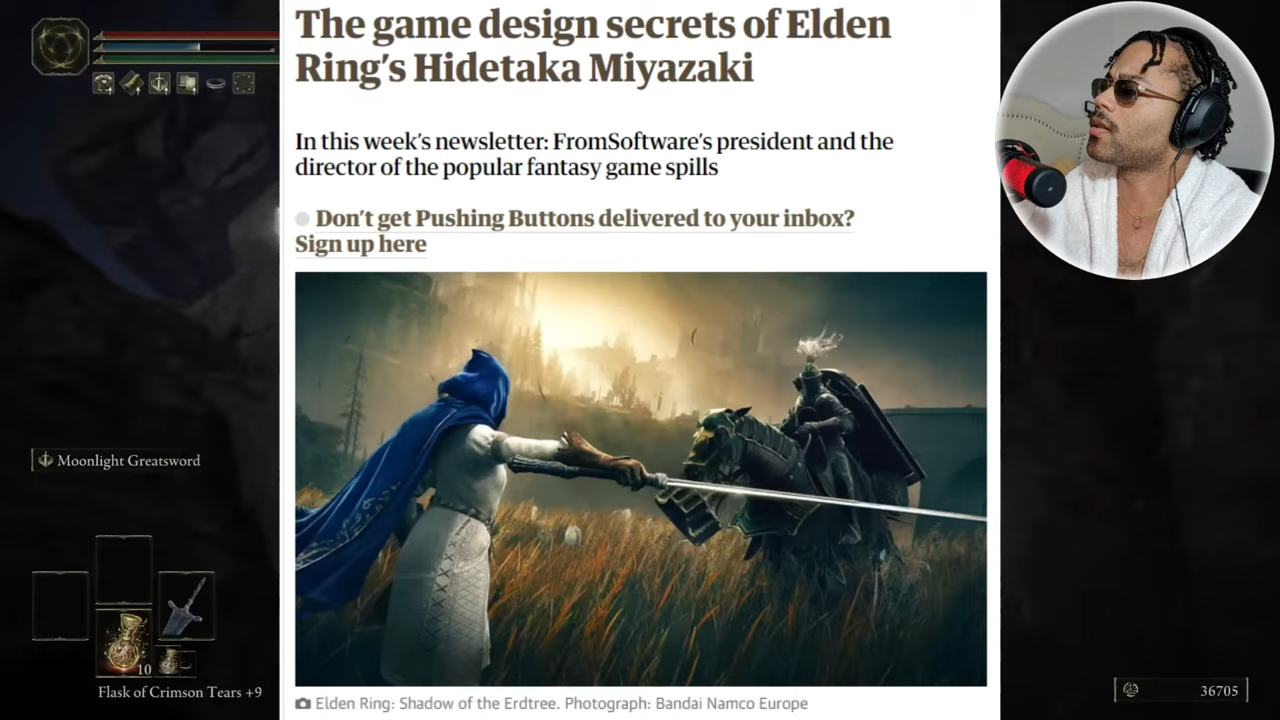 The game design secrets of Elden
Ring's Hidetaka Miyazaki
In this week's newsletter: FromSoftware's president and the
director of the popular fantasy game spills
Don't get Pushing Buttons delivered to your inbox?
Sign up here
Moonlight Greatsword
10
Flask of Crimson Tears +9
36705
Elden Ring: Shadow of the Erdtree. Photograph: Bandai Namco Europe